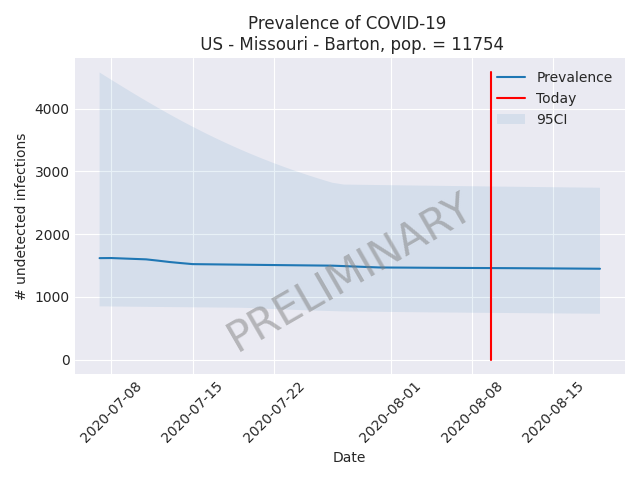 Prevalence of COVID-19
US - Missouri - Barton, pop. = 11754
# undetected infections
4000
3000
2000
1000
0
Prevalence
Today
95CI
PRELIMINARY
2020-07-08
2020-07-15
2020-07-22
2020-08-01
2020-08-08
2020-08-15
Date